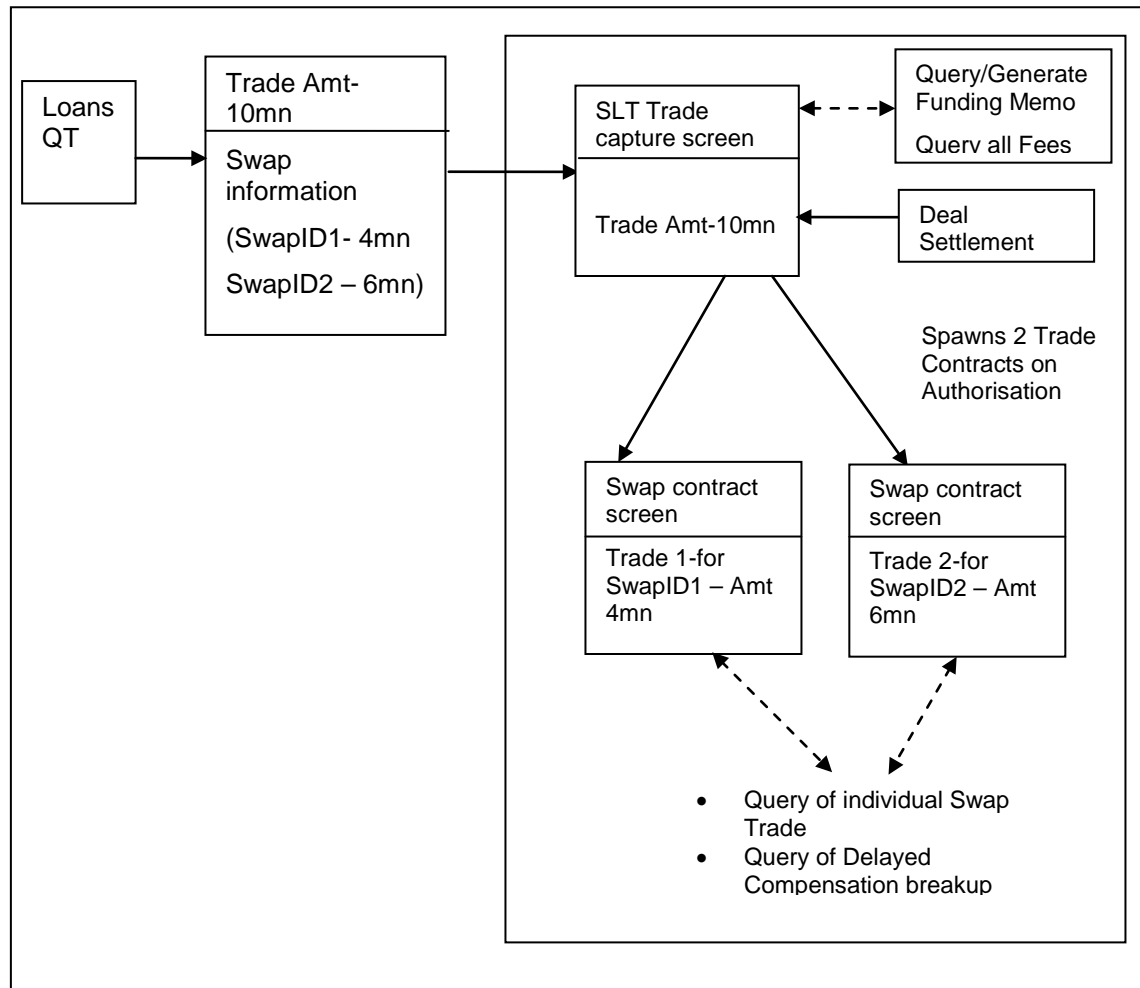 Loans
QT
Trade Amt-
10mn
Swap
information
(SwapID1- 4mn
SwapID2 – 6mn)
SLT Trade
capture screen
Trade Amt-10mn
Query/Generate
Funding Memo
Query all Fees
Deal
Settlement
Spawns 2 Trade
Contracts on
Authorisation
Swap contract
screen
Trade 1-for
SwapID1 – Amt
4mn
Swap contract
screen
Trade 2-for
SwapID2 – Amt
6mn
• Query of individual Swap
Trade
• Query of Delayed
Compensation breakup